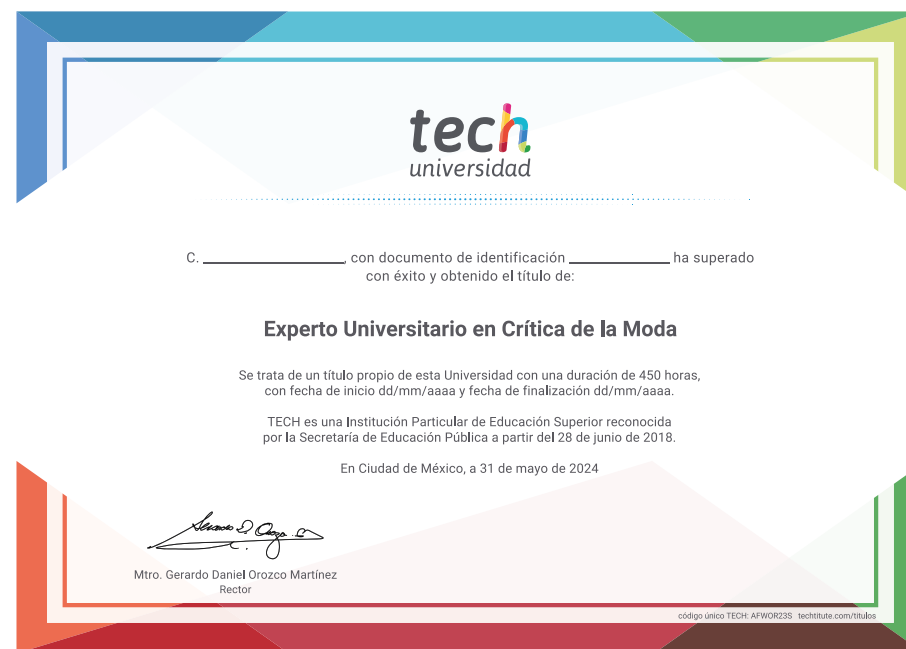 tech
universidad
C. ____________, con documento de identificación ____________ ha superado
con éxito y obtenido el título de:
Experto Universitario en Crítica de la Moda
Se trata de un título propio de esta Universidad con una duración de 450 horas,
con fecha de inicio dd/mm/aaaa y fecha de finalización dd/mm/aaaa.
TECH es una Institución Particular de Educación Superior reconocida
por la Secretaría de Educación Pública a partir del 28 de junio de 2018.
En Ciudad de México, a 31 de mayo de 2024
Mtro. Gerardo Daniel Orozco Martínez
Rector
código único TECH: AFWOR23S techtitute.com/titulos